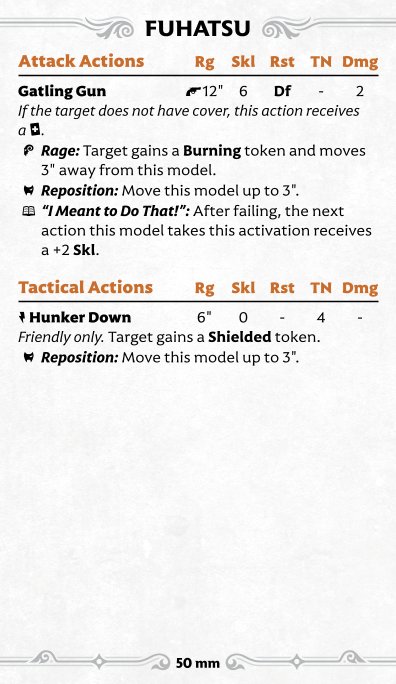 FUHATSU
Attack Actions Rg Skl Rst TN Dmg
Gatling Gun 12" 6 Df - 2
If the target does not have cover, this action receives
a .
Rage: Target gains a Burning token and moves
3" away from this model.
Reposition: Move this model up to 3".
“I Meant to Do That!”: After failing, the next
action this model takes this activation receives
a +2 Skl.
Tactical Actions Rg Skl Rst TN Dmg
Hunker Down 6" 0 - 4 -
Friendly only. Target gains a Shielded token.
Reposition: Move this model up to 3".
50 mm